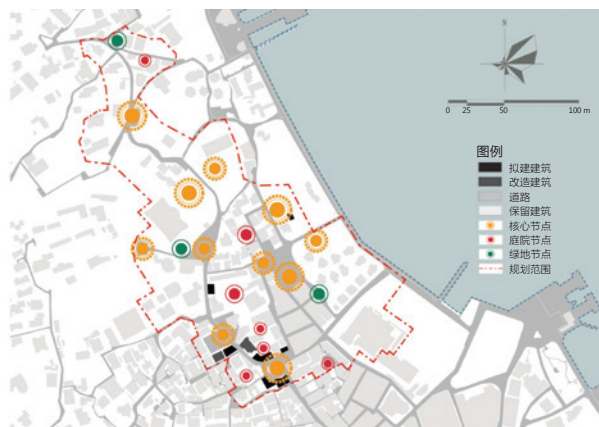 北
0 25 50 100 m
图例
拟建建筑
改造建筑
道路
保留建筑
核心节点
庭院节点
绿地节点
规划范围